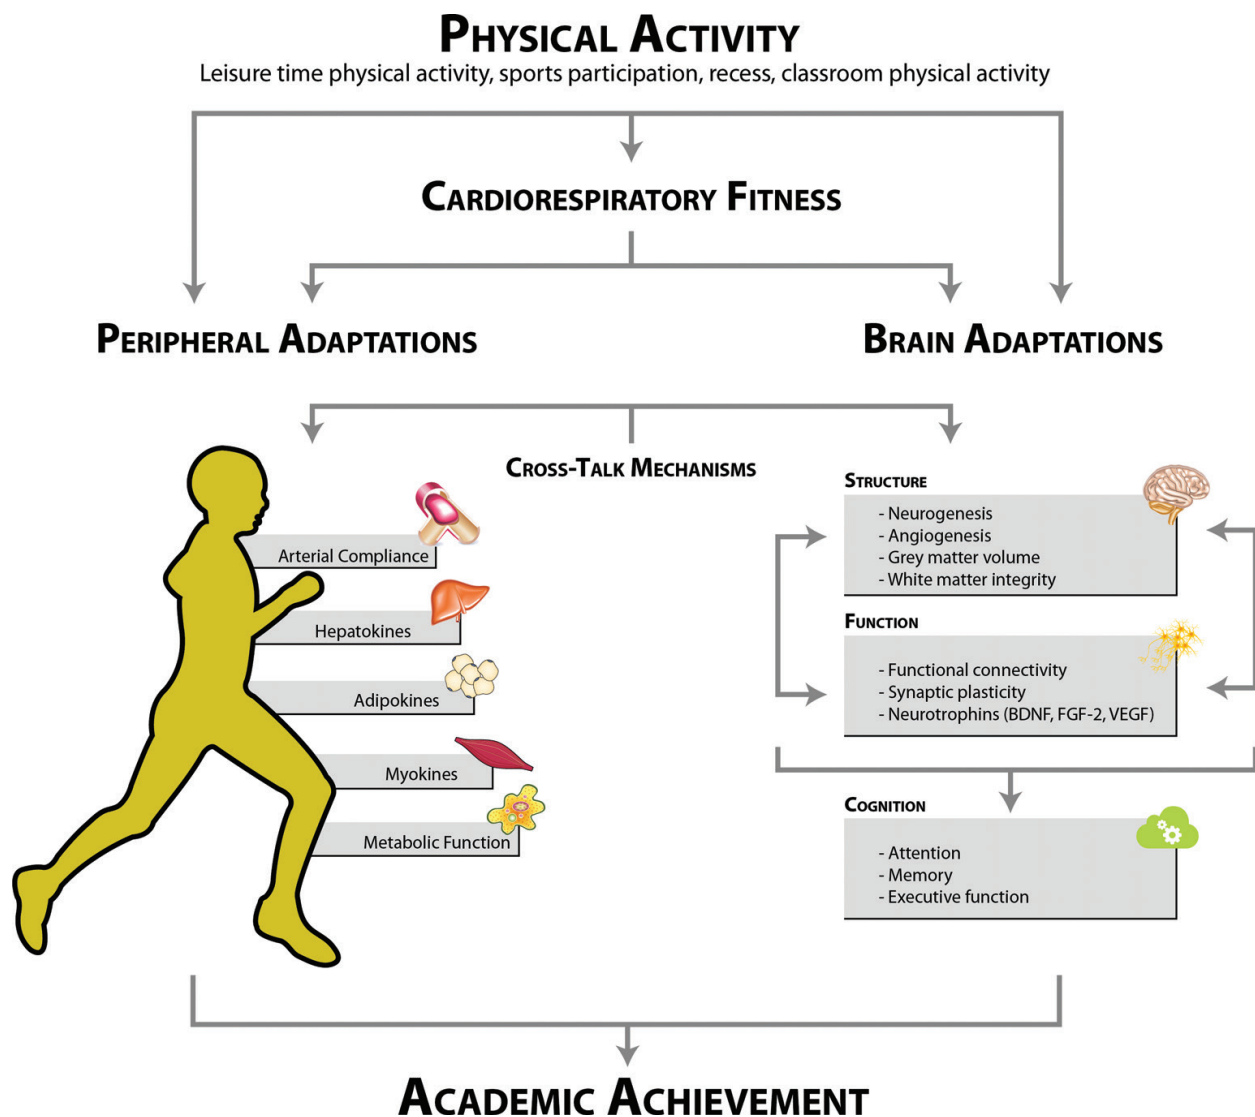 PHYSICAL ACTIVITY
Leisure time physical activity, sports participation, recess, classroom physical activity
CARDIORESPIRATORY FITNESS
PERIPHERAL ADAPTATIONS
BRAIN ADAPTATIONS
CROSS-TALK MECHANISMS
Arterial Compliance
Hepatokines
Adipokines
Myokines
Metabolic Function
STRUCTURE
- Neurogenesis
- Angiogenesis
- Grey matter volume
- White matter integrity
FUNCTION
- Functional connectivity
- Synaptic plasticity
- Neurotrophins (BDNF, FGF-2, VEGF)
COGNITION
- Attention
- Memory
- Executive function
ACADEMIC ACHIEVEMENT